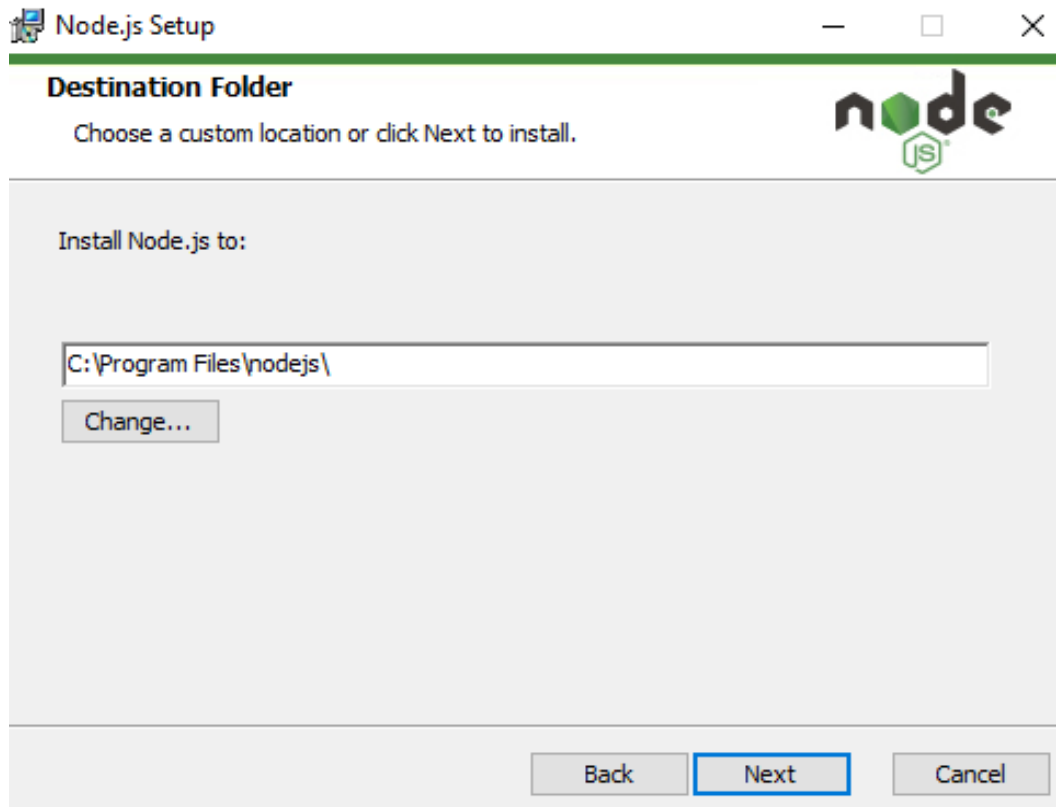 Node.js Setup
Destination Folder
Choose a custom location or click Next to install.
node
JS
Install Node.js to:
C:\Program Files\nodejs\
Change...
Back Next Cancel